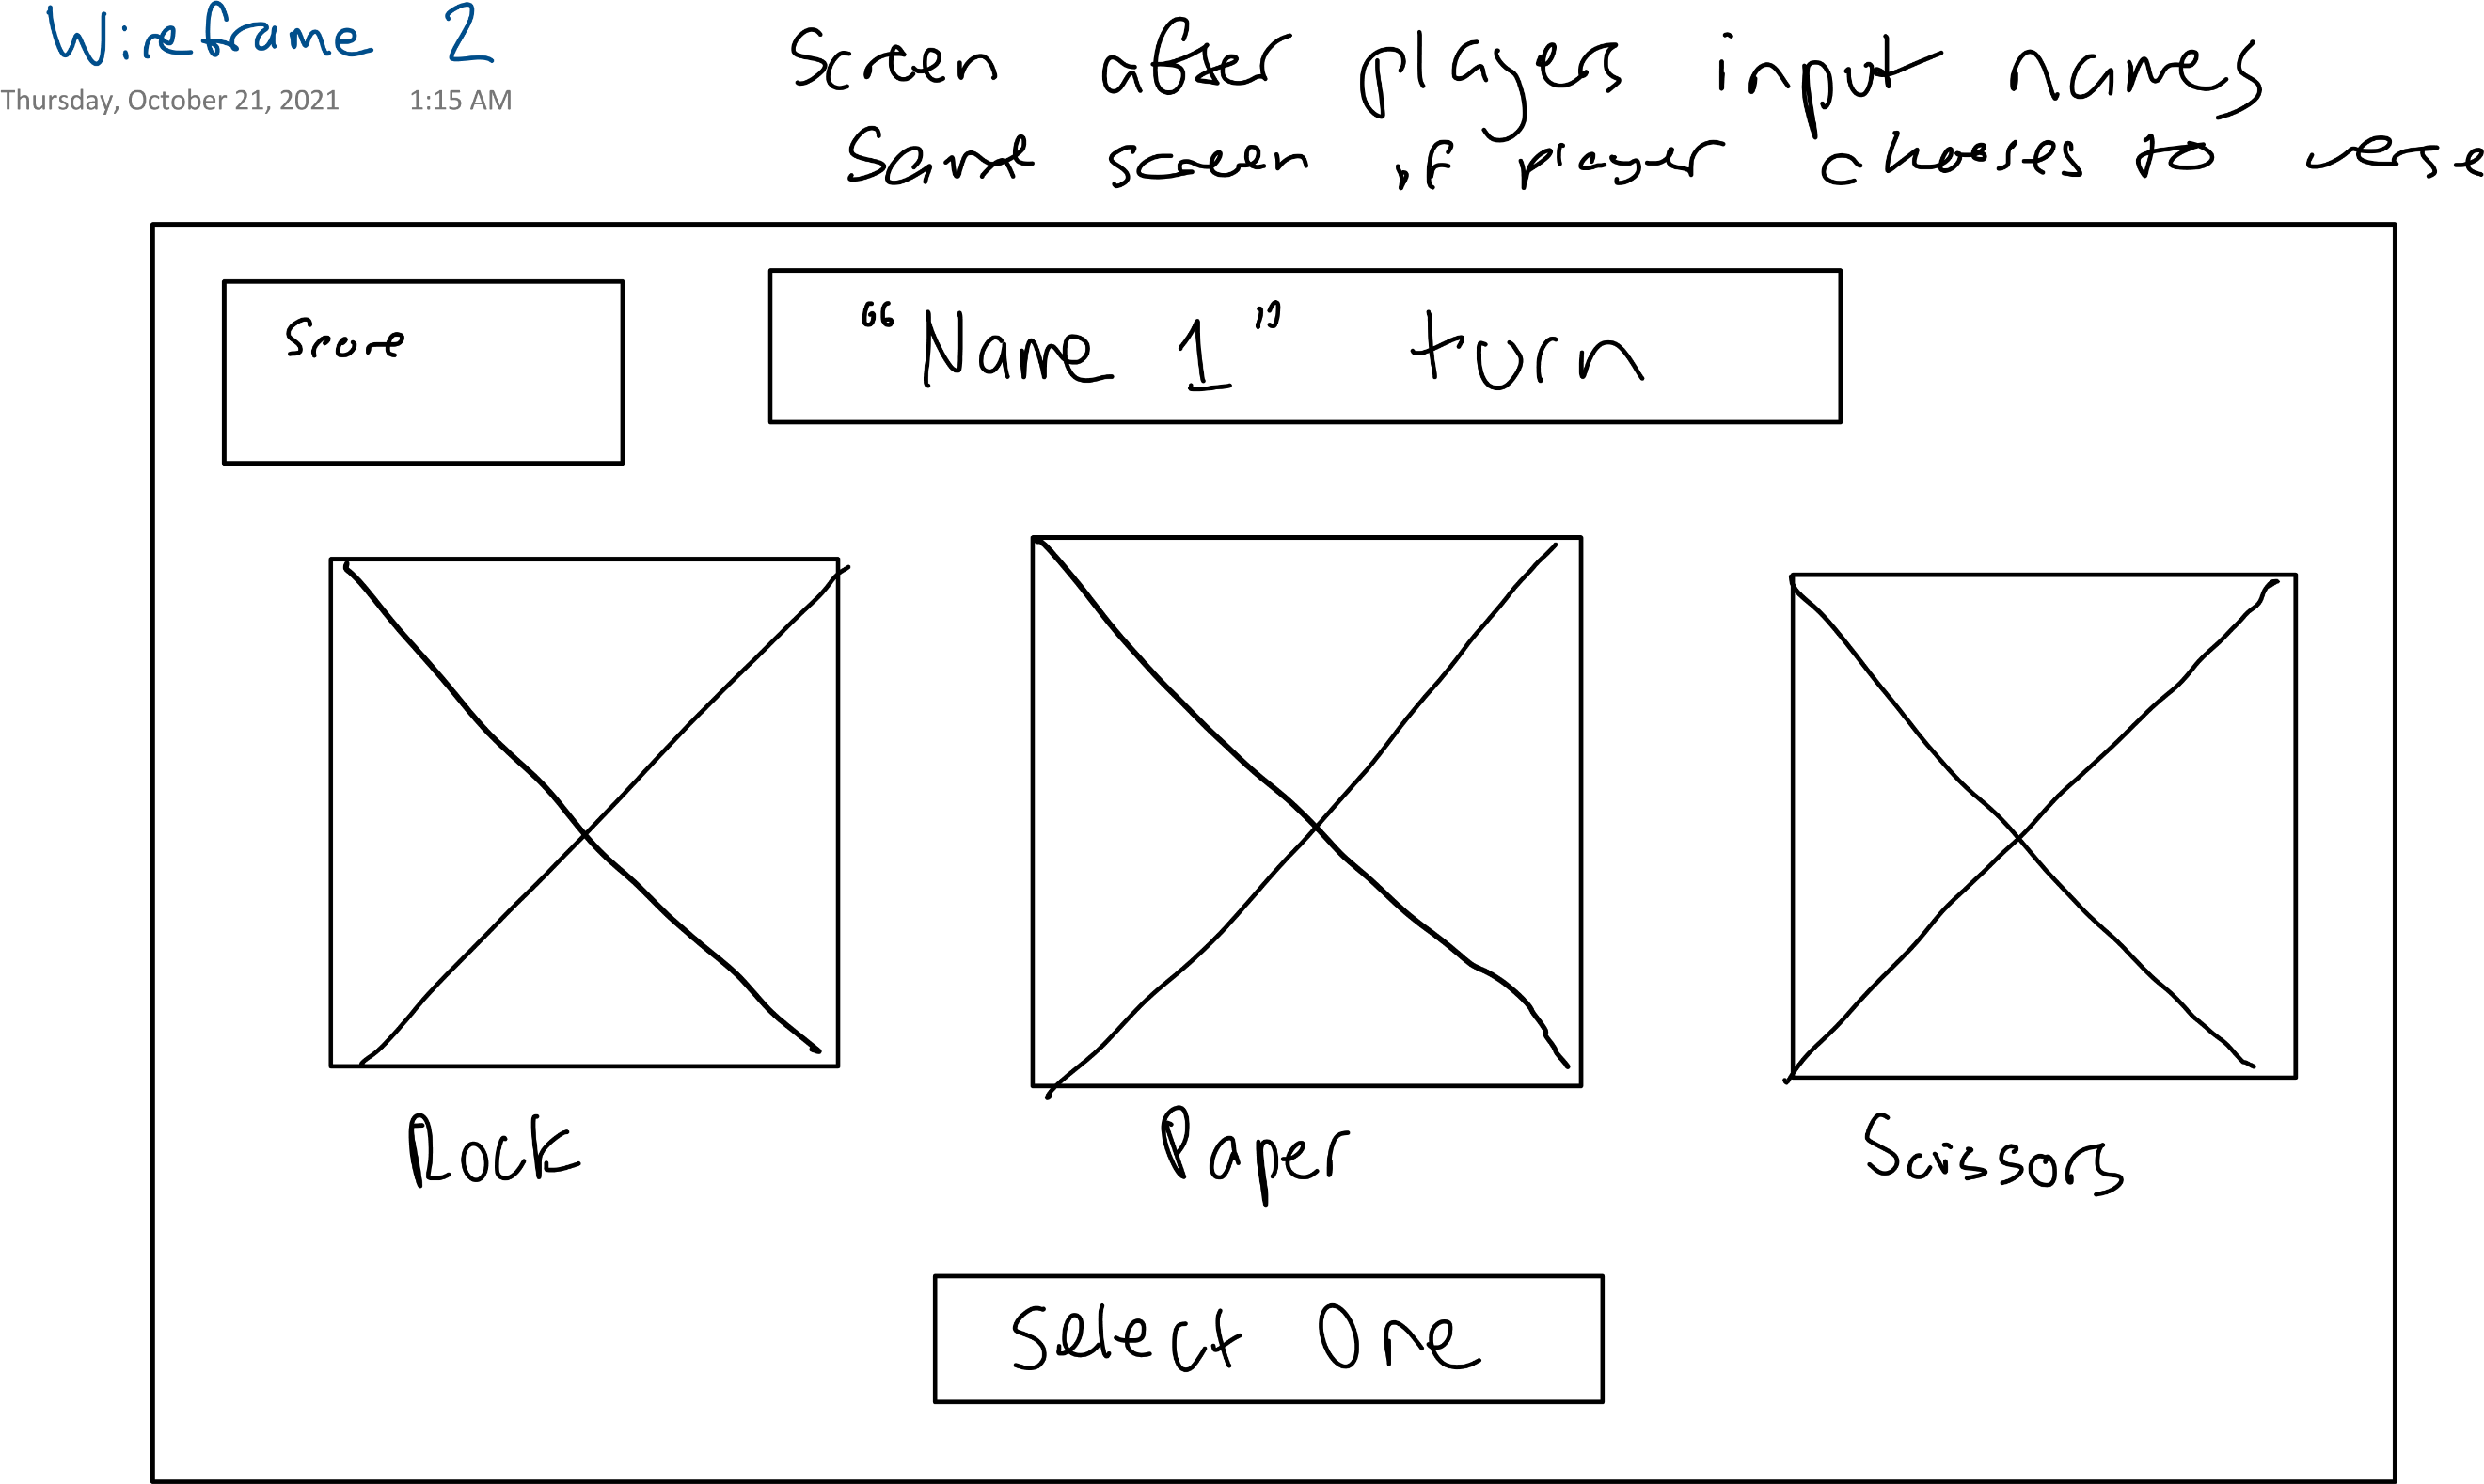 Wireframe 2
Thursday, October 21, 2021 1:15 AM
Screen after players input names
Same screen if player chooses to verse
Score
"Name 1" turn
Rock
Paper
Scissors
Select One